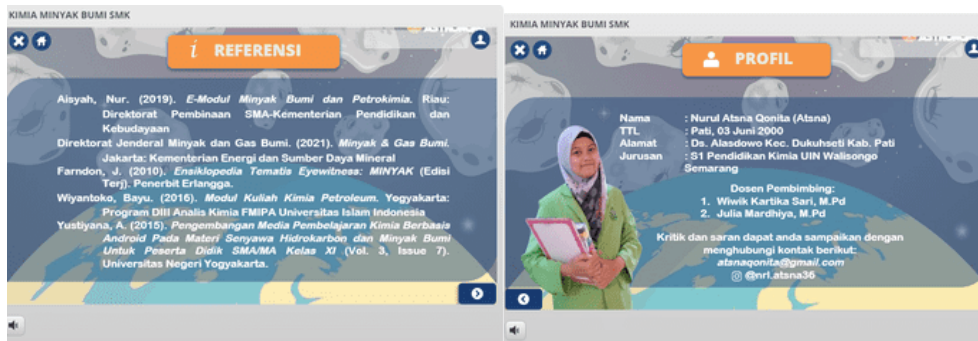 KIMIA MINYAK BUMI SMK
i REFERENSI
Aisyah, Nur. (2019). E-Modul Minyak Bumi dan Petrokimia. Riau:
Direktorat Pembinaan SMA-Kementerian Pendidikan dan
Kebudayaan
Direktorat Jenderal Minyak dan Gas Bumi. (2021). Minyak & Gas Bumi.
Jakarta: Kementerian Energi dan Sumber Daya Mineral
Farndon, J. (2010). Ensiklopedia Tematis Eyewitness: MINYAK (Edisi
Terj). Penerbit Erlangga.
Wiyantoko, Bayu. (2016). Modul Kuliah Kimia Petroleum. Yogyakarta:
Program DIII Analis Kimia FMIPA Universitas Islam Indonesia
Yustiyana, A. (2015). Pengembangan Media Pembelajaran Kimia Berbasis
Android Pada Materi Senyawa Hidrokarbon dan Minyak Bumi
Untuk Peserta Didik SMA/MA Kelas XI (Vol. 3, Issue 7).
Universitas Negeri Yogyakarta.
KIMIA MINYAK BUMI SMK
PROFIL
Nama : Nurul Atsna Qonita (Atsna)
TTL : Pati, 03 Juni 2000
Alamat : Ds. Alasdowo Kec. Dukuhseti Kab. Pati
Jurusan : S1 Pendidikan Kimia UIN Walisongo
Semarang
Dosen Pembimbing:
1. Wiwik Kartika Sari, M.Pd
2. Julia Mardhiya, M.Pd
Kritik dan saran dapat anda sampaikan dengan
menghubungi kontak berikut:
atsnaqonita@gmail.com
@nrl.atsna36